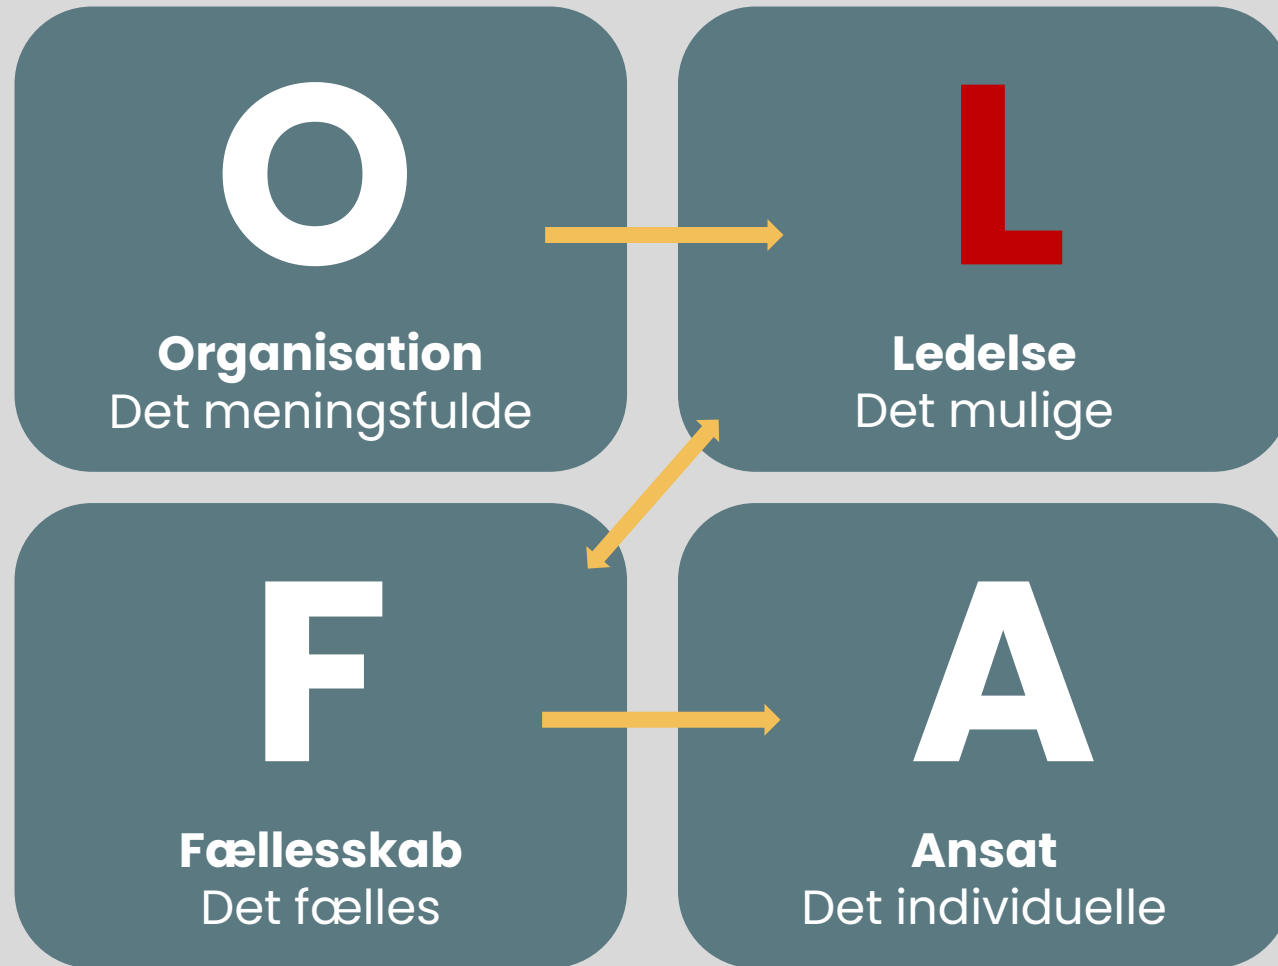 O
Organisation
Det meningsfulde
L
Ledelse
Det mulige
F
Fællesskab
Det fælles
A
Ansat
Det individuelle